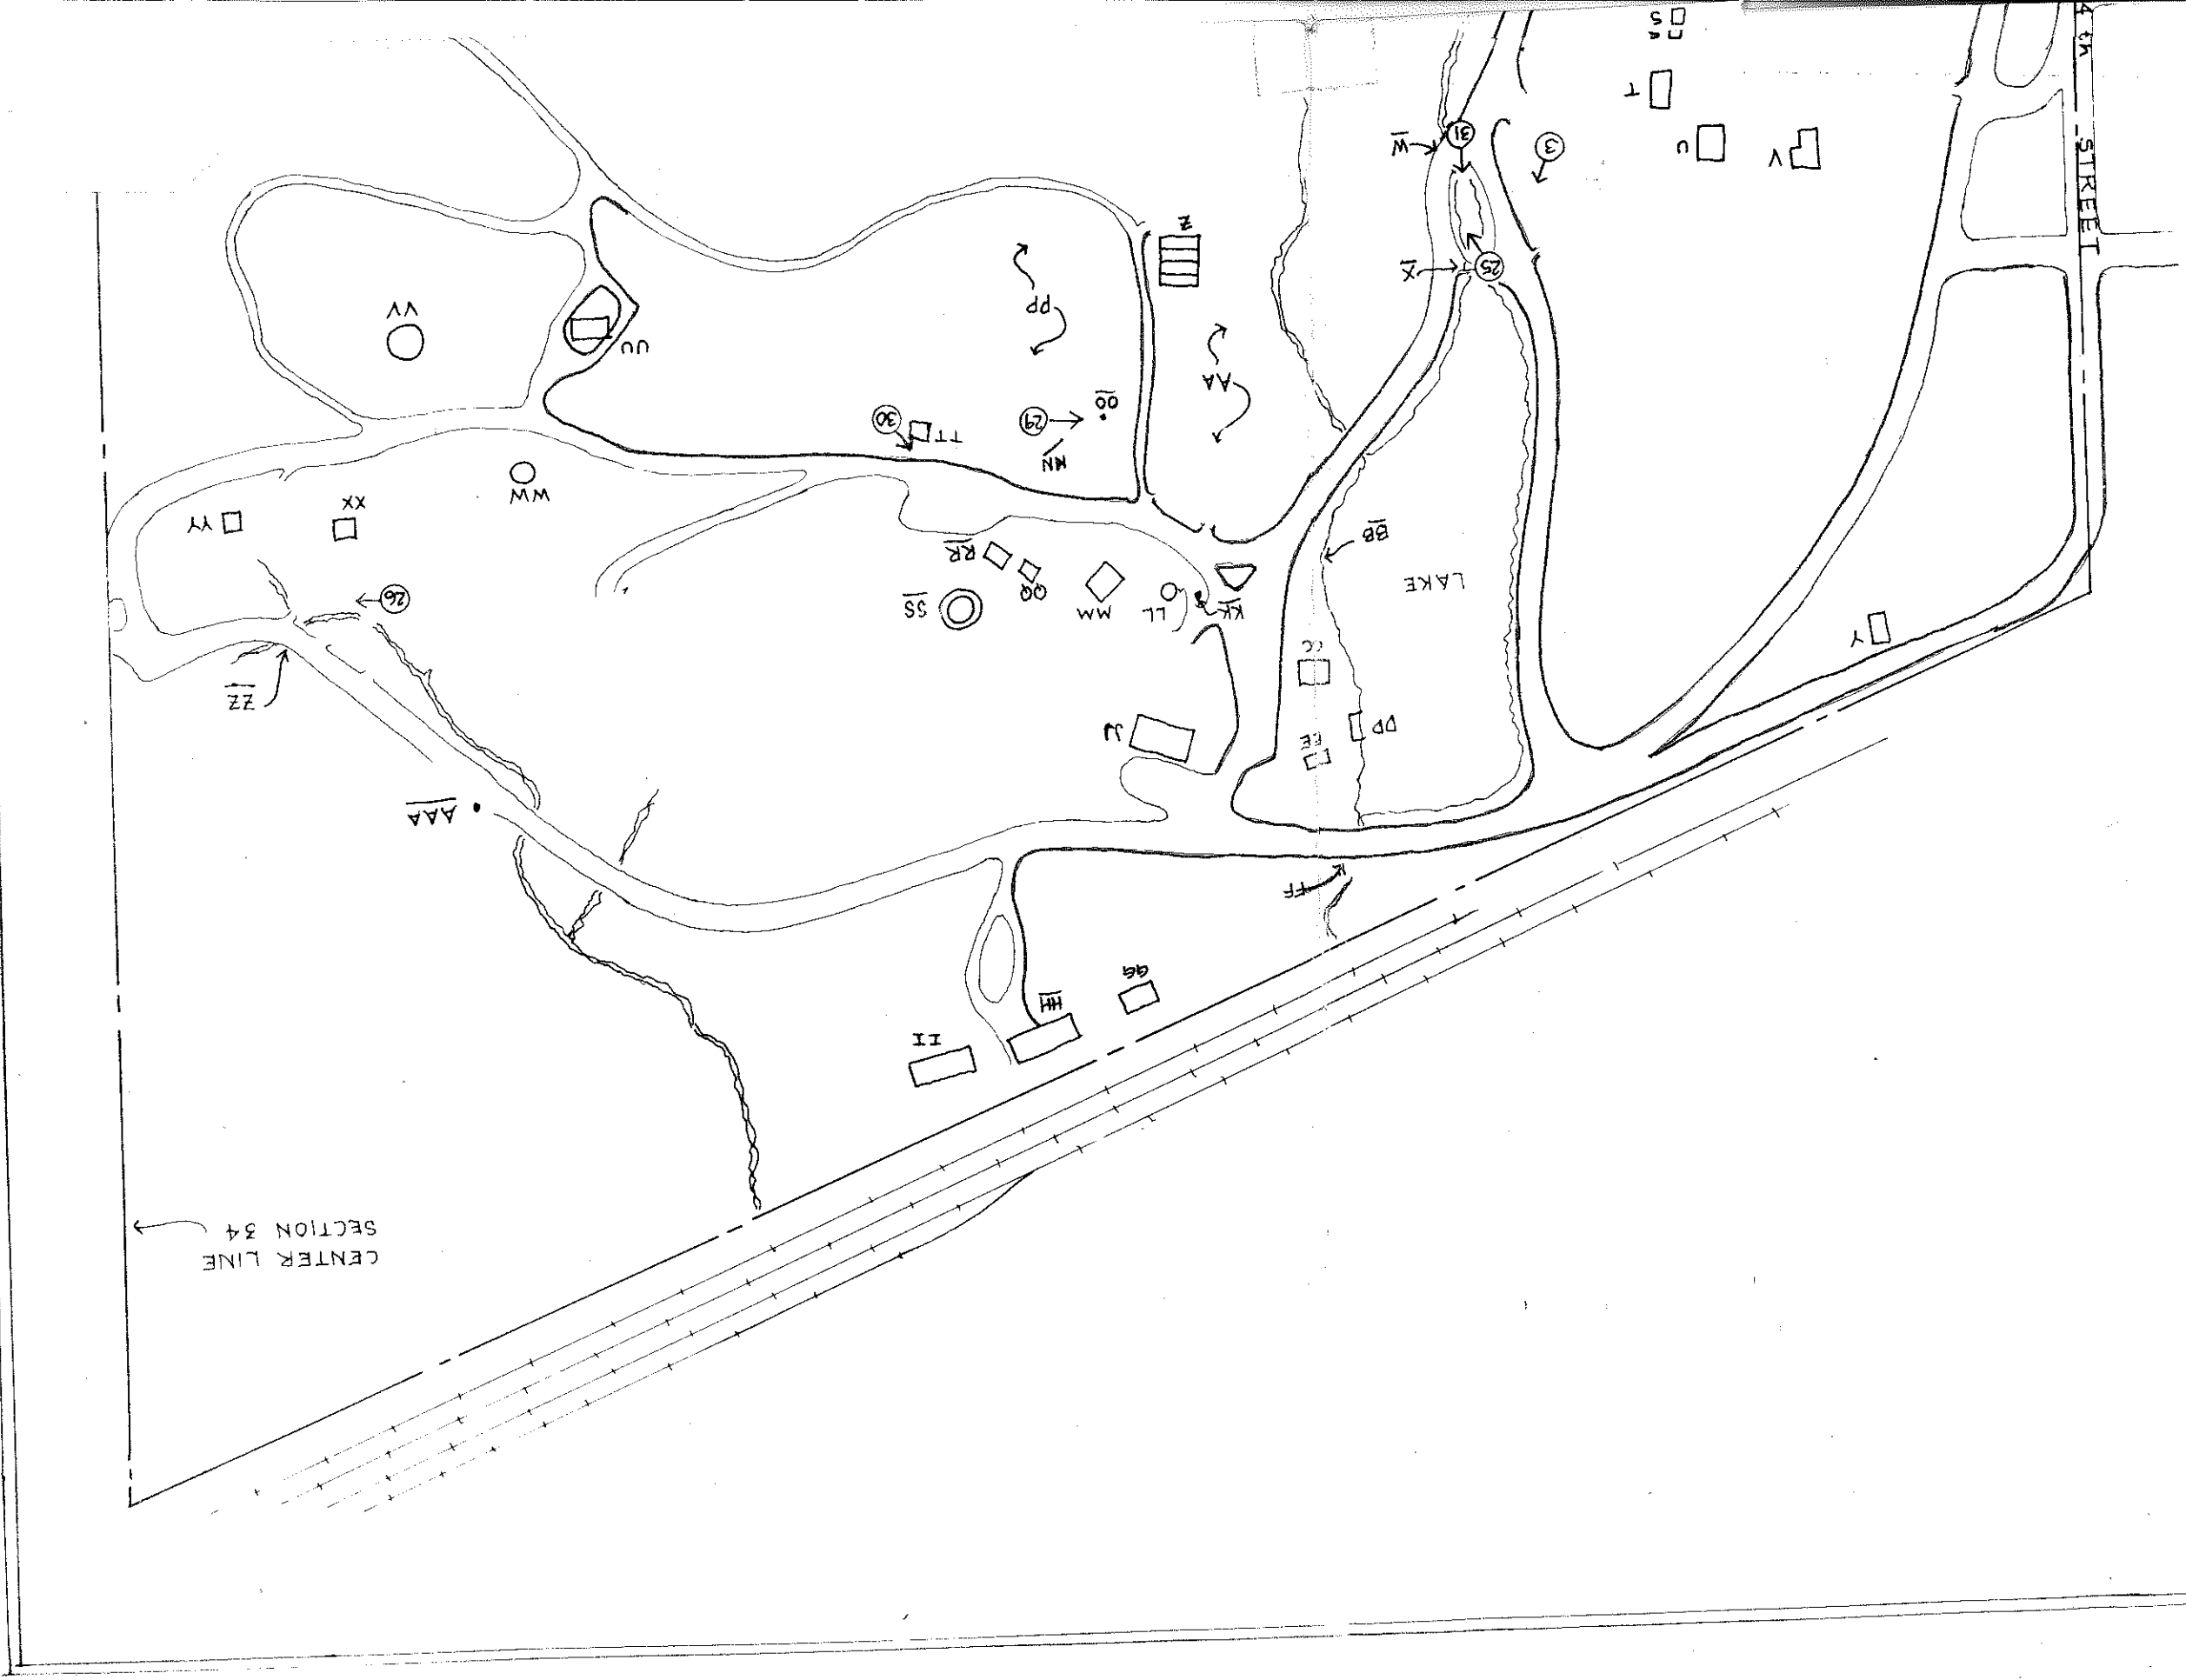 CENTER LINE
SECTION 34
II
HH
GG
FF
AAA
ZZ
JJ
EE
DD
CC
Y
26
SS
QQ
MM
LL
KK
RR
LAKE
BB
YY
XX
WW
NN
TT
30
29
OO
AA
UU
VV
PP
X
25
Z
W
31
3
V
U
T
R
S
4th STREET